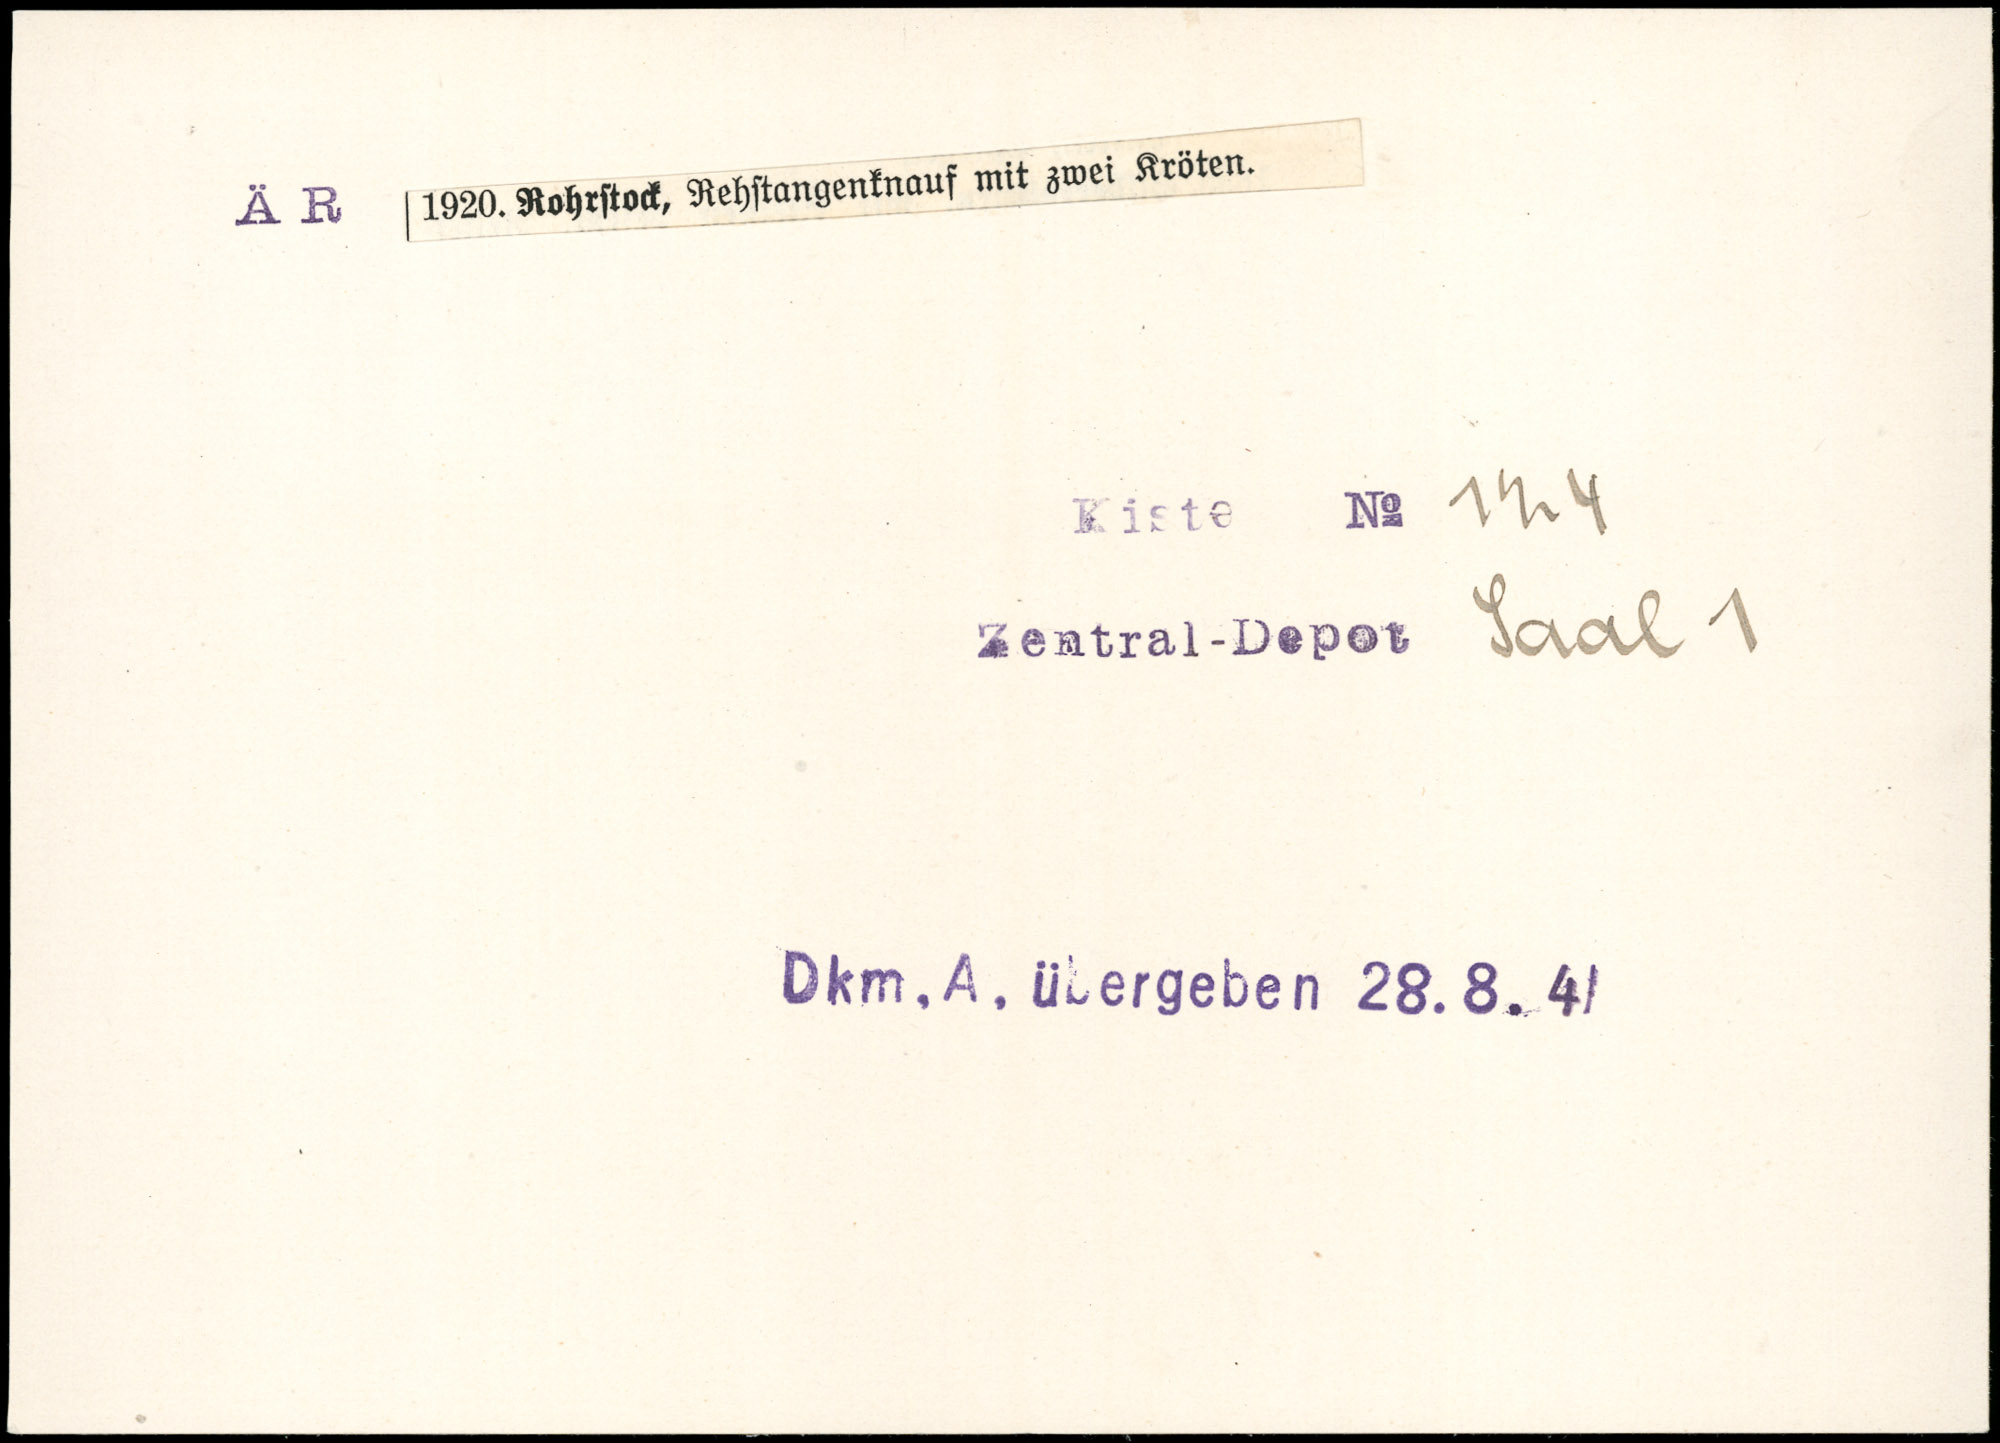 Ä R 1920. Rohrstock, Rehstangenknauf mit zwei Kröten.
Kiste № 124
Zentral-Depot Saal 1
Dkm. A. übergeben 28. 8. 41